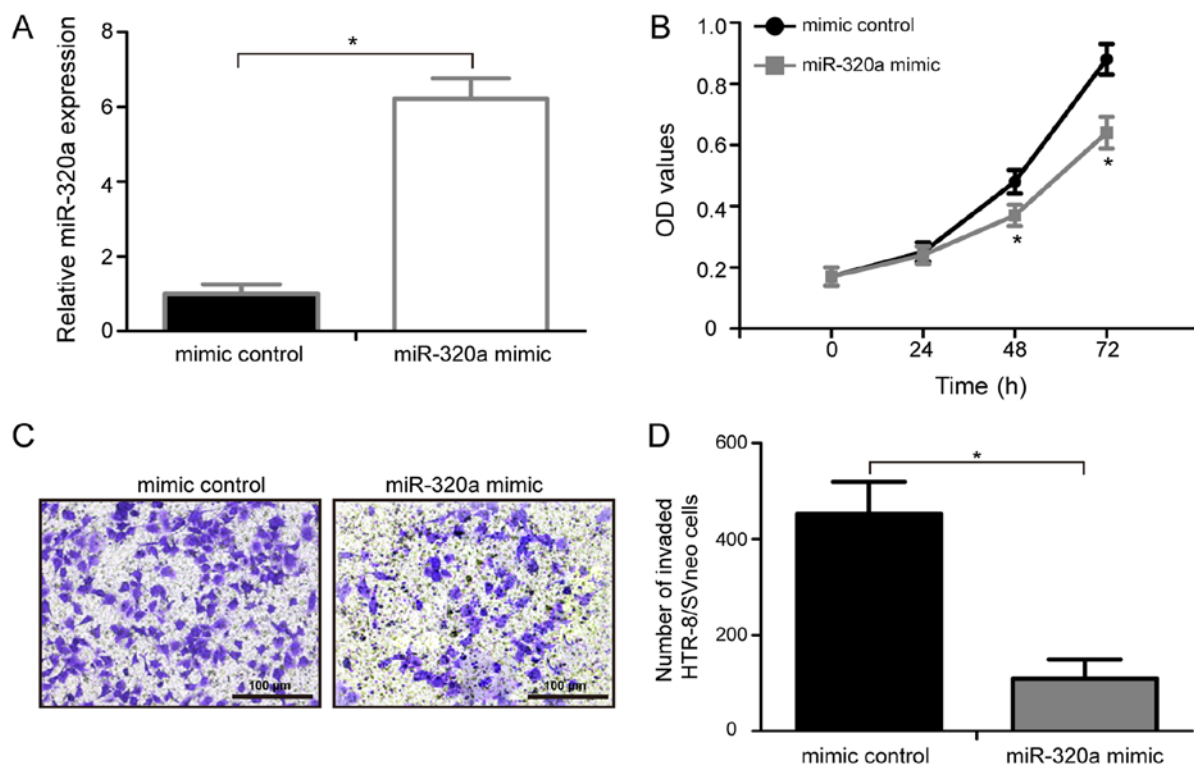 A
Relative miR-320a expression
8
6
4
2
0
*
mimic control
miR-320a mimic
B
mimic control
miR-320a mimic
OD values
1.0
0.8
0.6
0.4
0.2
0
*
*
0
24
48
72
Time (h)
C
mimic control
miR-320a mimic
100 µm
100 µm
D
Number of invaded
HTR-8/SVneo cells
600
400
200
0
*
mimic control
miR-320a mimic